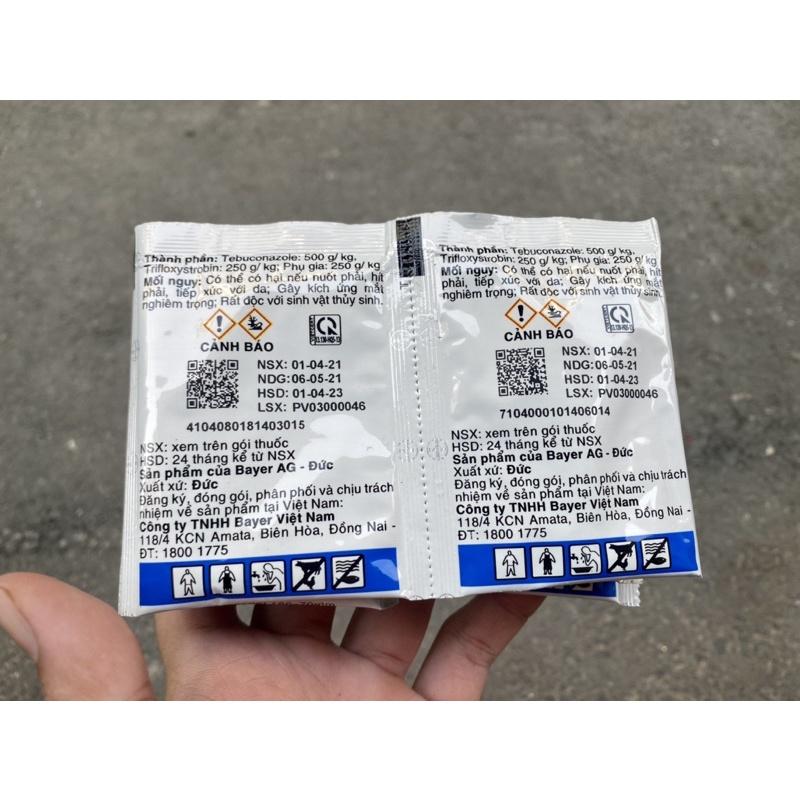 Thành phần: Tebuconazole: 500 g/ kg,
Trifloxystrobin: 250 g/ kg; Phụ gia: 250 g/ kg
Mối nguy: Có thể có hại nếu nuốt phải, hít
phải, tiếp xúc với da; Gây kích ứng mắt
nghiêm trọng; Rất độc với sinh vật thủy sinh.
CẢNH BÁO
NSX: 01-04-21
NDG:06-05-21
HSD: 01-04-23
LSX: PV03000046
4104080181403015
NSX: xem trên gói thuốc
HSD: 24 tháng kể từ NSX
Sản phẩm của Bayer AG - Đức
Xuất xứ: Đức
Đăng ký, đóng gói, phân phối và chịu trách
nhiệm về sản phẩm tại Việt Nam:
Công ty TNHH Bayer Việt Nam
118/4 KCN Amata, Biên Hòa, Đồng Nai -
ĐT: 1800 1775
Thành phần: Tebuconazole: 500 g/ kg,
Trifloxystrobin: 250 g/ kg; Phụ gia: 250 g/ kg
Mối nguy: Có thể có hại nếu nuốt phải, hít
phải, tiếp xúc với da; Gây kích ứng mắt
nghiêm trọng; Rất độc với sinh vật thủy sinh.
CẢNH BÁO
NSX: 01-04-21
NDG:06-05-21
HSD: 01-04-23
LSX: PV03000046
7104000101406014
NSX: xem trên gói thuốc
HSD: 24 tháng kể từ NSX
Sản phẩm của Bayer AG - Đức
Xuất xứ: Đức
Đăng ký, đóng gói, phân phối và chịu trách
nhiệm về sản phẩm tại Việt Nam:
Công ty TNHH Bayer Việt Nam
118/4 KCN Amata, Biên Hòa, Đồng Nai -
ĐT: 1800 1775